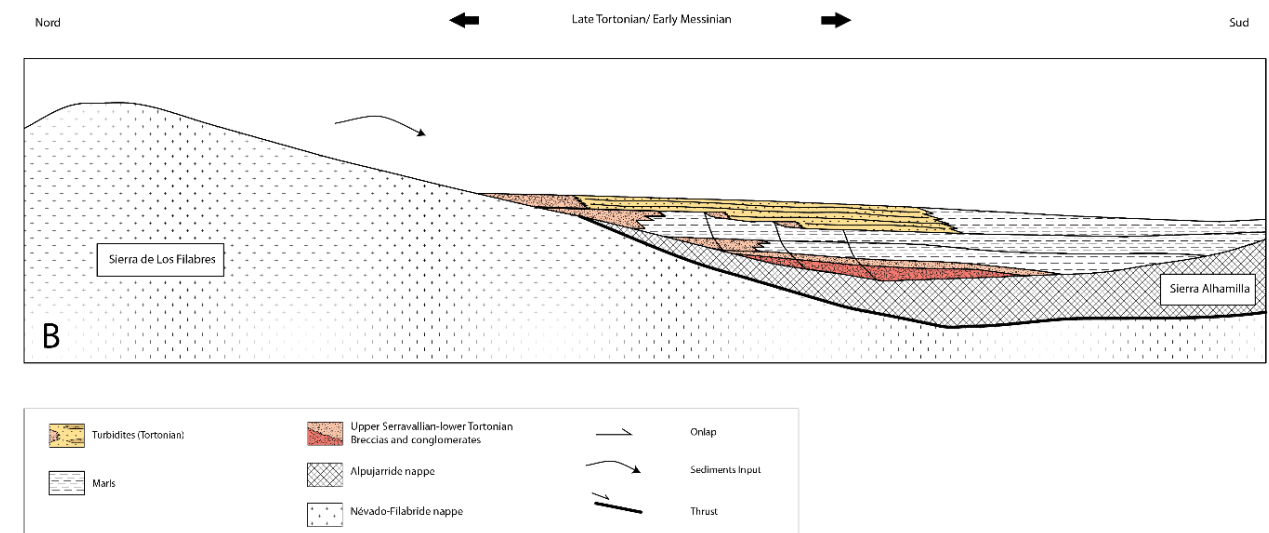 Nord
Late Tortonian/ Early Messinian
Sud
Sierra de Los Filabres
Sierra Alhamilla
B
Turbidites (Tortonian)
Marls
Upper Serravallian-lower Tortonian
Breccias and conglomerates
Alpujarride nappe
Névado-Filabride nappe
Onlap
Sediments Input
Thrust